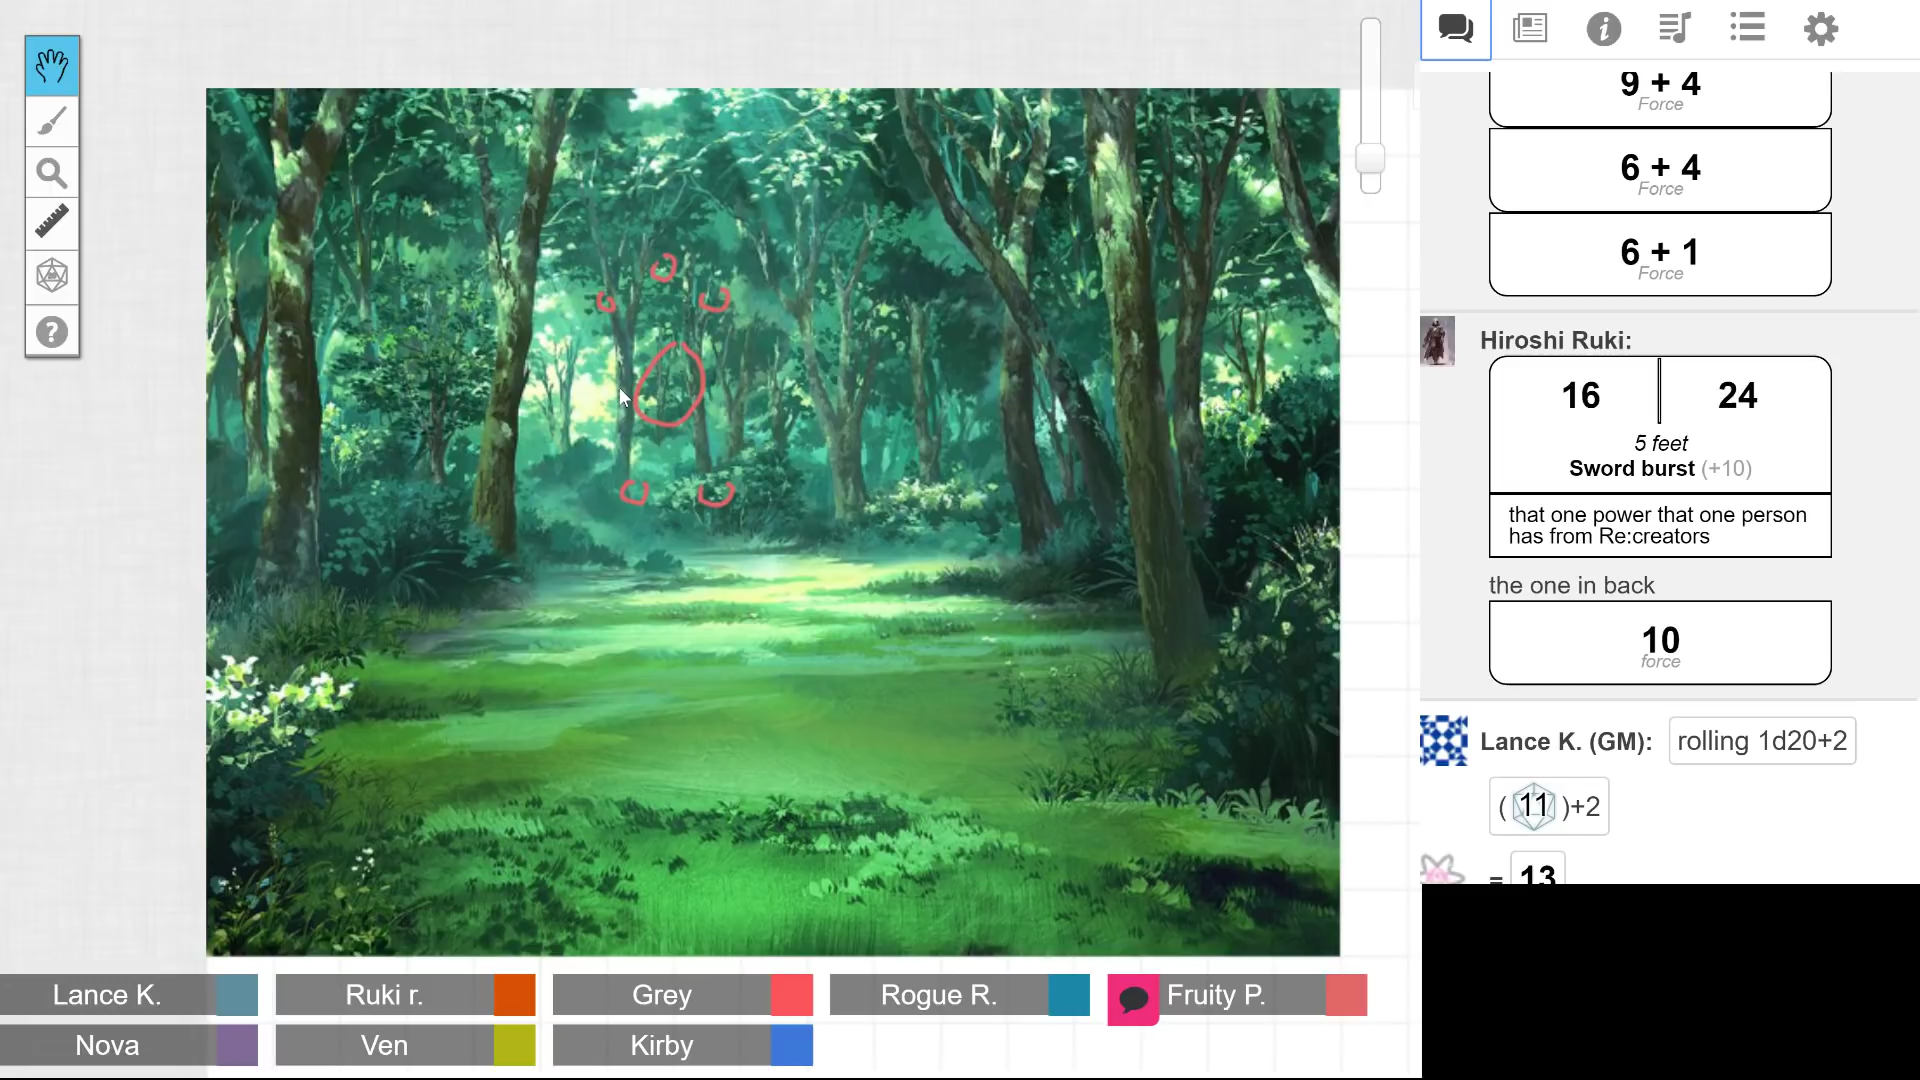 9 + 4
Force
6 + 4
Force
6 + 1
Force
Hiroshi Ruki:
16 24
5 feet
Sword burst (+10)
that one power that one person
has from Re:creators
the one in back
10
force
Lance K. (GM): rolling 1d20+2
(11)+2
= 13
Lance K. Ruki r. Grey Rogue R. Fruity P.
Nova Ven Kirby